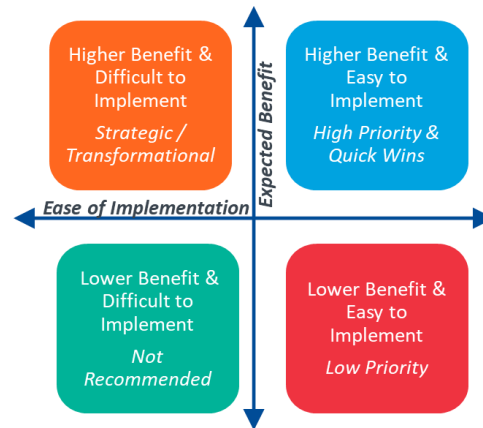 Higher Benefit &
Difficult to
Implement
Strategic /
Transformational
Expected Benefit
Higher Benefit &
Easy to
Implement
High Priority &
Quick Wins
Ease of Implementation
Lower Benefit &
Difficult to
Implement
Not
Recommended
Lower Benefit &
Easy to
Implement
Low Priority